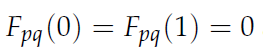 F_{pq}(0) = F_{pq}(1) = 0